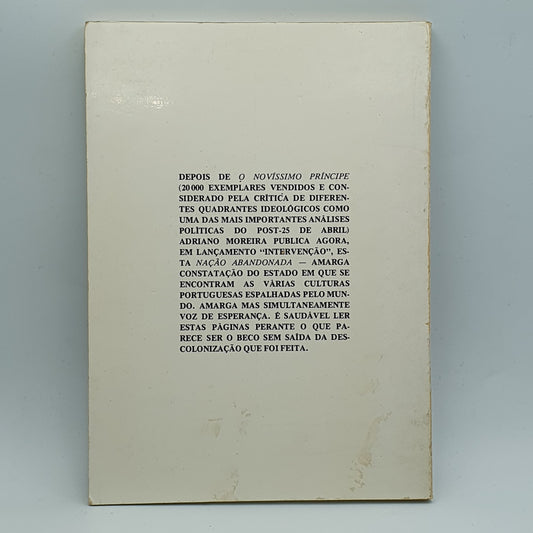 DEPOIS DE O NOVÍSSIMO PRÍNCIPE
(20 000 EXEMPLARES VENDIDOS E CON-
SIDERADO PELA CRÍTICA DE DIFEREN-
TES QUADRANTES IDEOLÓGICOS COMO
UMA DAS MAIS IMPORTANTES ANÁLISES
POLÍTICAS DO POST-25 DE ABRIL)
ADRIANO MOREIRA PUBLICA AGORA,
EM LANÇAMENTO "INTERVENÇÃO", ES-
TA NAÇÃO ABANDONADA — AMARGA
CONSTATAÇÃO DO ESTADO EM QUE SE
ENCONTRAM AS VÁRIAS CULTURAS
PORTUGUESAS ESPALHADAS PELO MUN-
DO. AMARGA MAS SIMULTANEAMENTE
VOZ DE ESPERANÇA. É SAUDÁVEL LER
ESTAS PÁGINAS PERANTE O QUE PA-
RECE SER O BECO SEM SAÍDA DA DES-
COLONIZAÇÃO QUE FOI FEITA.